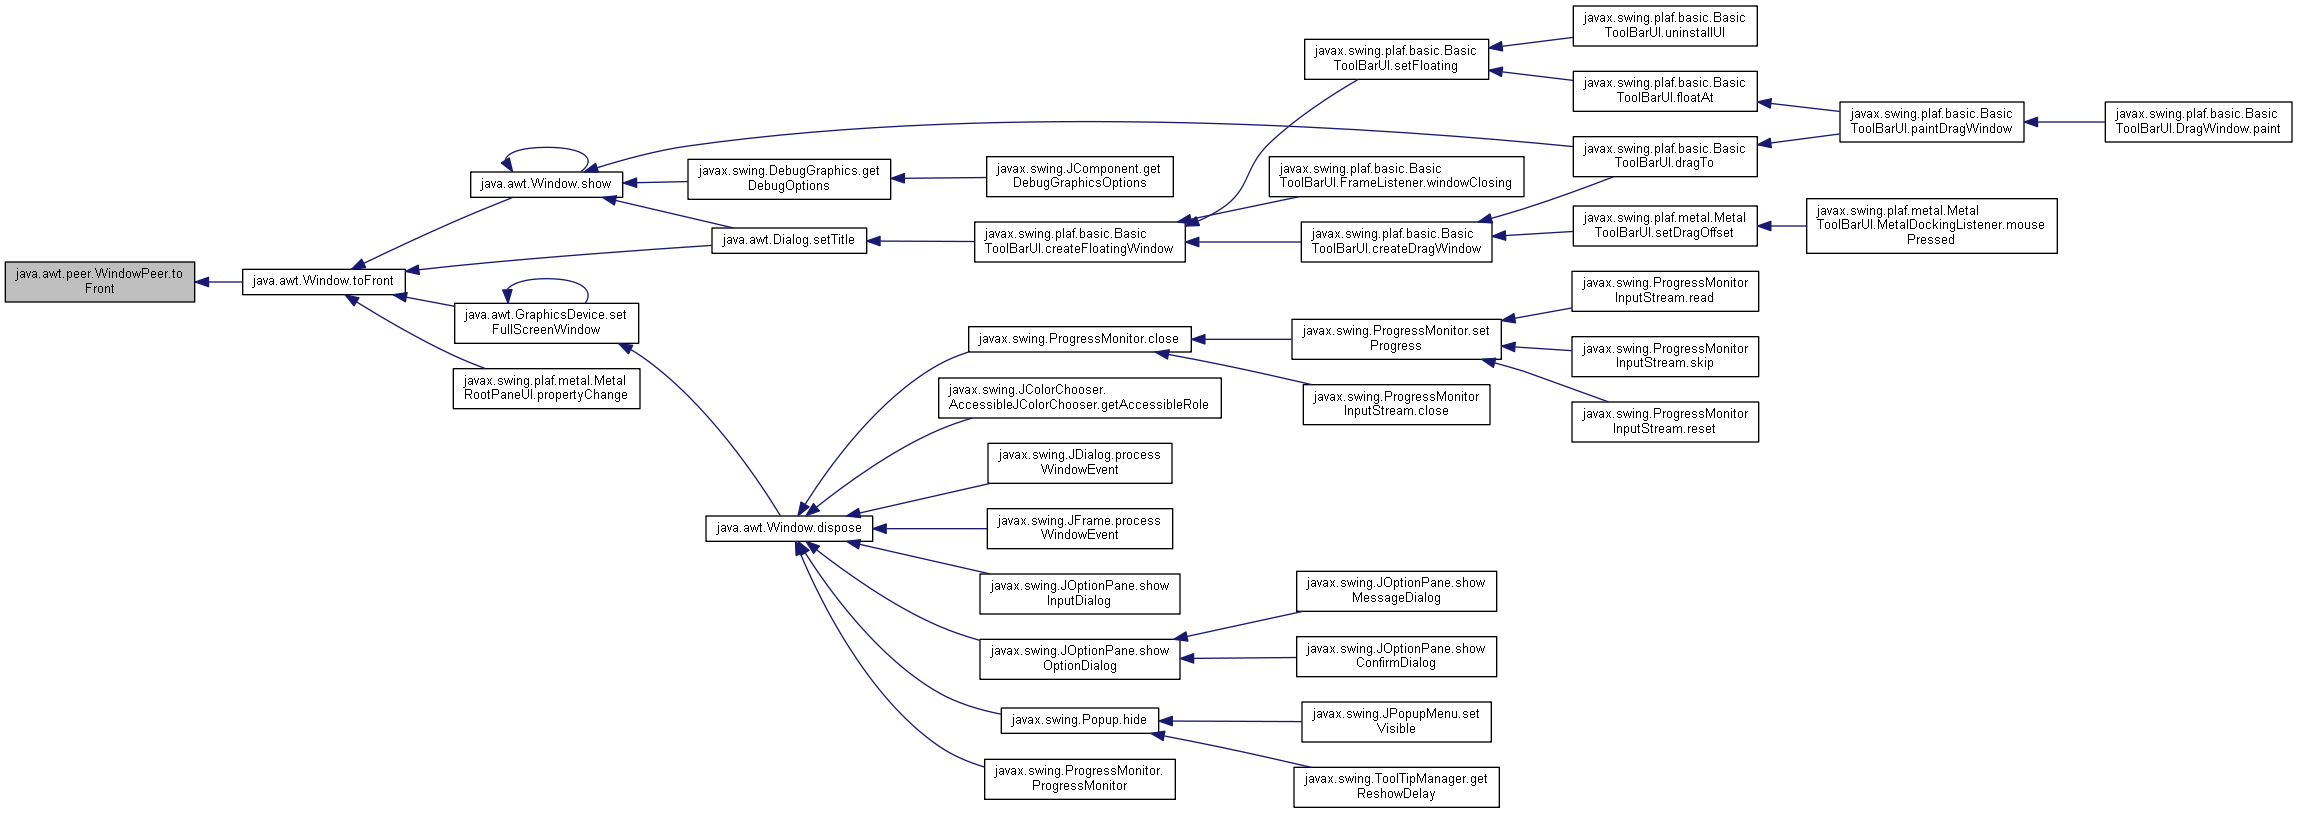 java.awt.peer.WindowPeer.to
Front
java.awt.Window.toFront
java.awt.Window.show
java.awt.Dialog.setTitle
java.awt.GraphicsDevice.set
FullScreenWindow
javax.swing.plaf.metal.Metal
RootPaneUI.propertyChange
javax.swing.DebugGraphics.get
DebugOptions
javax.swing.JComponent.get
DebugGraphicsOptions
javax.swing.plaf.basic.Basic
ToolBarUI.createFloatingWindow
javax.swing.plaf.basic.Basic
ToolBarUI.setFloating
javax.swing.plaf.basic.Basic
ToolBarUI.FrameListener.windowClosing
javax.swing.plaf.basic.Basic
ToolBarUI.createDragWindow
javax.swing.plaf.basic.Basic
ToolBarUI.uninstallUI
javax.swing.plaf.basic.Basic
ToolBarUI.floatAt
javax.swing.plaf.basic.Basic
ToolBarUI.dragTo
javax.swing.plaf.metal.Metal
ToolBarUI.setDragOffset
javax.swing.plaf.basic.Basic
ToolBarUI.paintDragWindow
javax.swing.plaf.basic.Basic
ToolBarUI.DragWindow.paint
javax.swing.plaf.metal.Metal
ToolBarUI.MetalDockingListener.mouse
Pressed
java.awt.Window.dispose
javax.swing.ProgressMonitor.close
javax.swing.ProgressMonitor.set
Progress
javax.swing.ProgressMonitor
InputStream.close
javax.swing.ProgressMonitor
InputStream.read
javax.swing.ProgressMonitor
InputStream.skip
javax.swing.ProgressMonitor
InputStream.reset
javax.swing.JColorChooser.
AccessibleJColorChooser.getAccessibleRole
javax.swing.JDialog.process
WindowEvent
javax.swing.JFrame.process
WindowEvent
javax.swing.JOptionPane.show
InputDialog
javax.swing.JOptionPane.show
OptionDialog
javax.swing.JOptionPane.show
MessageDialog
javax.swing.JOptionPane.show
ConfirmDialog
javax.swing.Popup.hide
javax.swing.JPopupMenu.set
Visible
javax.swing.ToolTipManager.get
ReshowDelay
javax.swing.ProgressMonitor.
ProgressMonitor